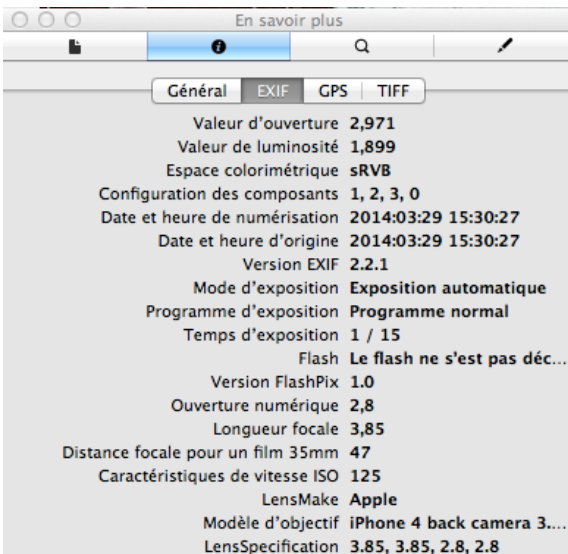 En savoir plus
Général EXIF GPS TIFF
Valeur d'ouverture 2,971
Valeur de luminosité 1,899
Espace colorimétrique sRVB
Configuration des composants 1, 2, 3, 0
Date et heure de numérisation 2014:03:29 15:30:27
Date et heure d'origine 2014:03:29 15:30:27
Version EXIF 2.2.1
Mode d'exposition Exposition automatique
Programme d'exposition Programme normal
Temps d'exposition 1 / 15
Flash Le flash ne s'est pas déc...
Version FlashPix 1.0
Ouverture numérique 2,8
Longueur focale 3,85
Distance focale pour un film 35mm 47
Caractéristiques de vitesse ISO 125
LensMake Apple
Modèle d'objectif iPhone 4 back camera 3....
LensSpecification 3.85, 3.85, 2.8, 2.8